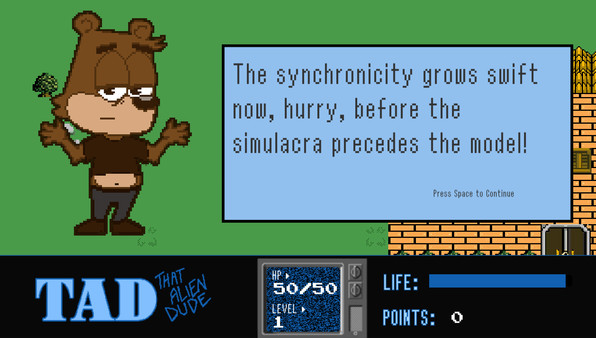 The synchronicity grows swift
now, hurry, before the
simulacra precedes the model!
Press Space to Continue
TAD
THAT
ALIEN
DUDE
HP
50/50
LEVEL
1
LIFE:
POINTS: 0